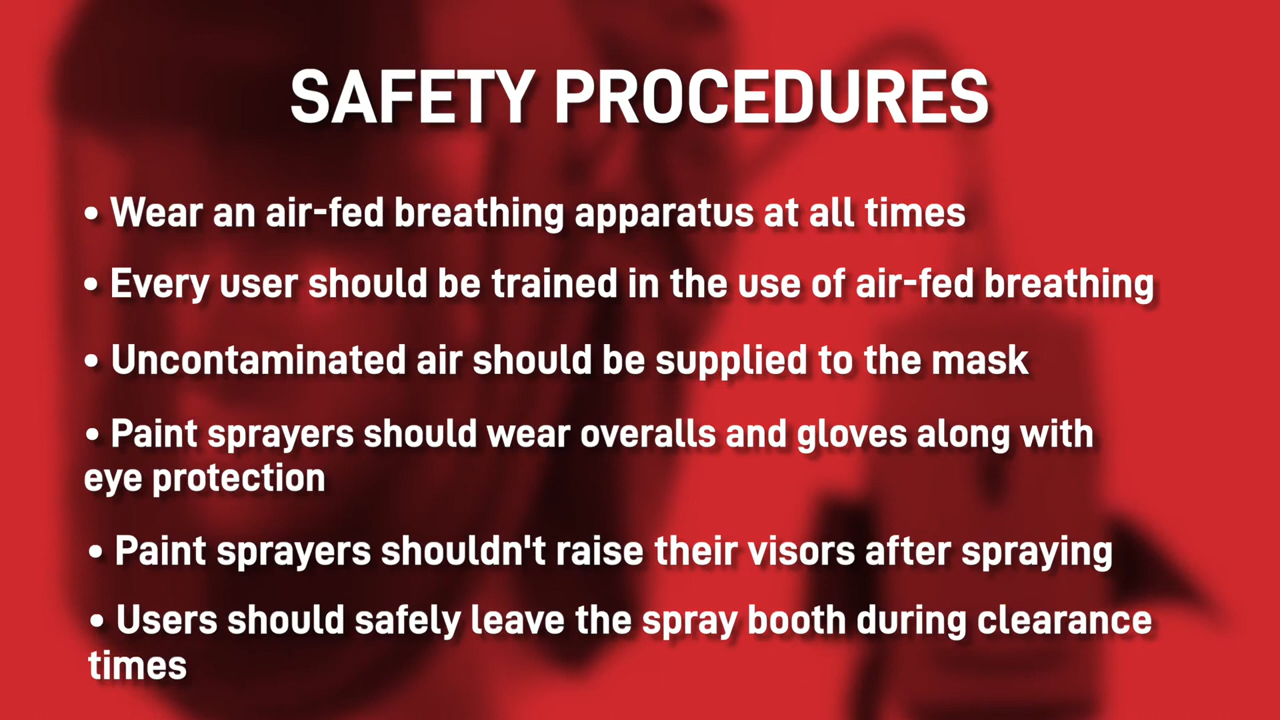 SAFETY PROCEDURES
• Wear an air-fed breathing apparatus at all times
• Every user should be trained in the use of air-fed breathing
• Uncontaminated air should be supplied to the mask
• Paint sprayers should wear overalls and gloves along with
eye protection
• Paint sprayers shouldn't raise their visors after spraying
• Users should safely leave the spray booth during clearance
times